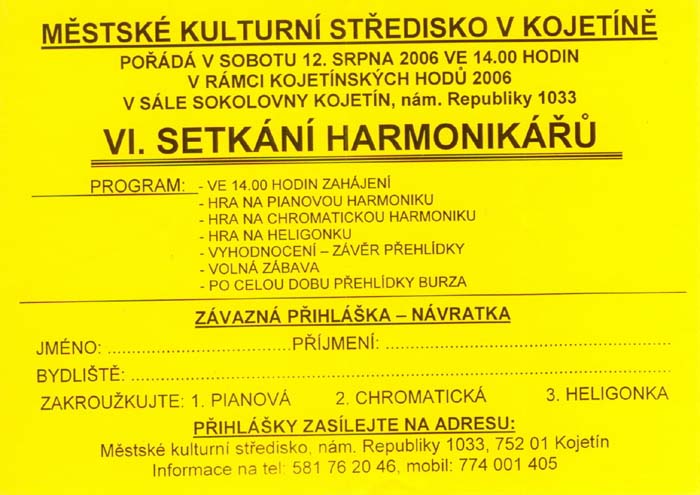 MĚSTSKÉ KULTURNÍ STŘEDISKO V KOJETÍNĚ
POŘÁDÁ V SOBOTU 12. SRPNA 2006 VE 14.00 HODIN
V RÁMCI KOJETÍNSKÝCH HODŮ 2006
V SÁLE SOKOLOVNY KOJETÍN, nám. Republiky 1033
VI. SETKÁNÍ HARMONIKÁŘŮ
PROGRAM: - VE 14.00 HODIN ZAHÁJENÍ
- HRA NA PIANOVOU HARMONIKU
- HRA NA CHROMATICKOU HARMONIKU
- HRA NA HELIGONKU
- VYHODNOCENÍ – ZÁVĚR PŘEHLÍDKY
- VOLNÁ ZÁBAVA
- PO CELOU DOBU PŘEHLÍDKY BURZA
ZÁVAZNÁ PŘIHLÁŠKA – NÁVRATKA
JMÉNO: ................................PŘÍJMENÍ: ................................
BYDLIŠTĚ: ................................................................
ZAKROUŽKUJTE: 1. PIANOVÁ 2. CHROMATICKÁ 3. HELIGONKA
PŘIHLÁŠKY ZASÍLEJTE NA ADRESU:
Městské kulturní středisko, nám. Republiky 1033, 752 01 Kojetín
Informace na tel: 581 76 20 46, mobil: 774 001 405